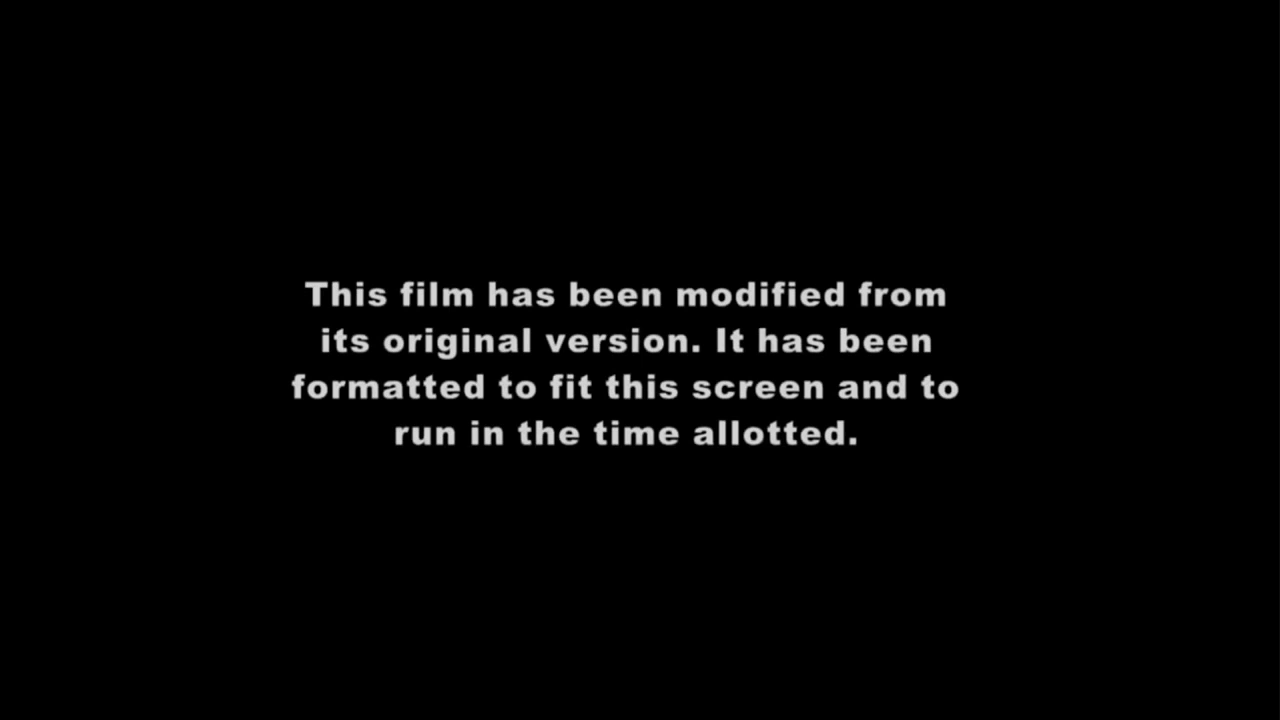 This film has been modified from
its original version. It has been
formatted to fit this screen and to
run in the time allotted.